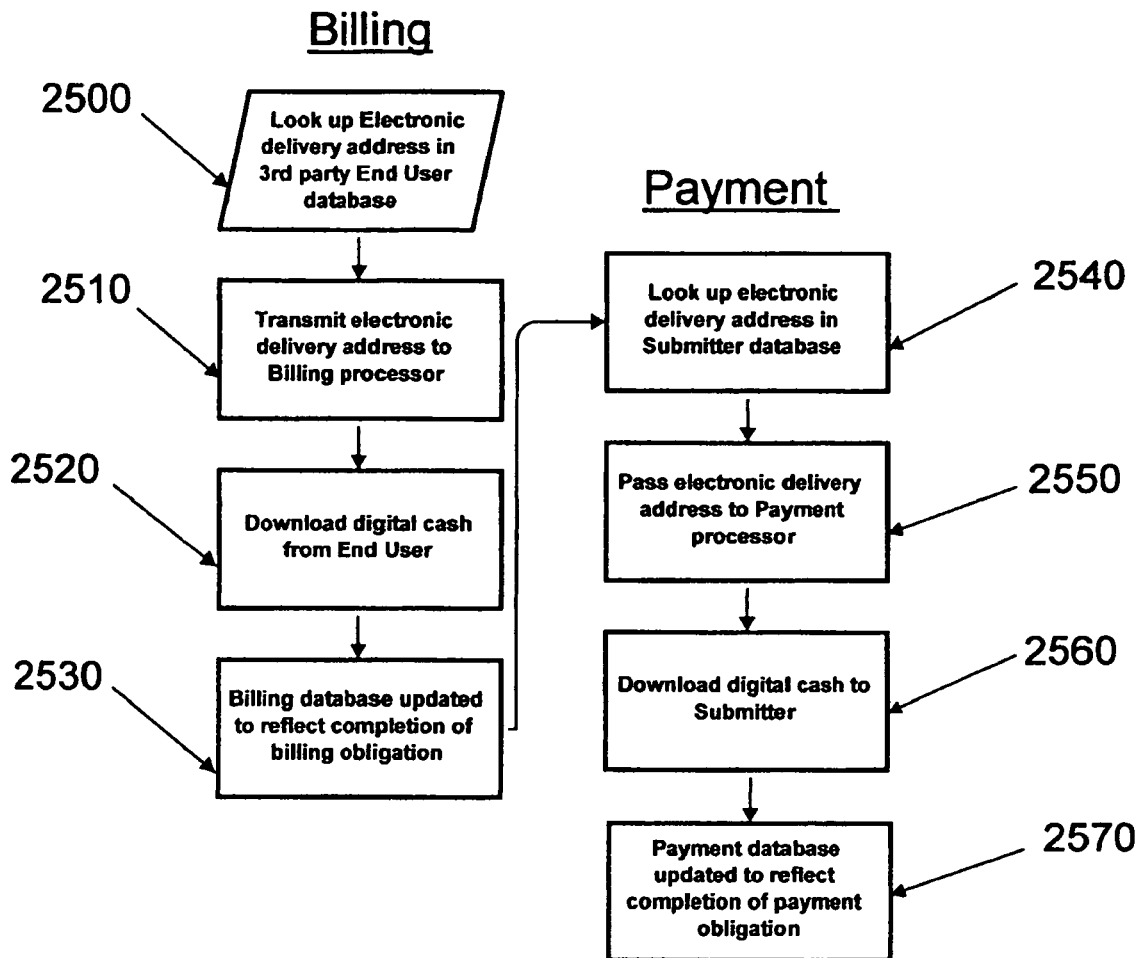 Billing
2500
Look up Electronic
delivery address in
3rd party End User
database
2510
Transmit electronic
delivery address to
Billing processor
2520
Download digital cash
from End User
2530
Billing database updated
to reflect completion of
billing obligation
Payment
2540
Look up electronic
delivery address in
Submitter database
2550
Pass electronic delivery
address to Payment
processor
2560
Download digital cash to
Submitter
2570
Payment database
updated to reflect
completion of payment
obligation